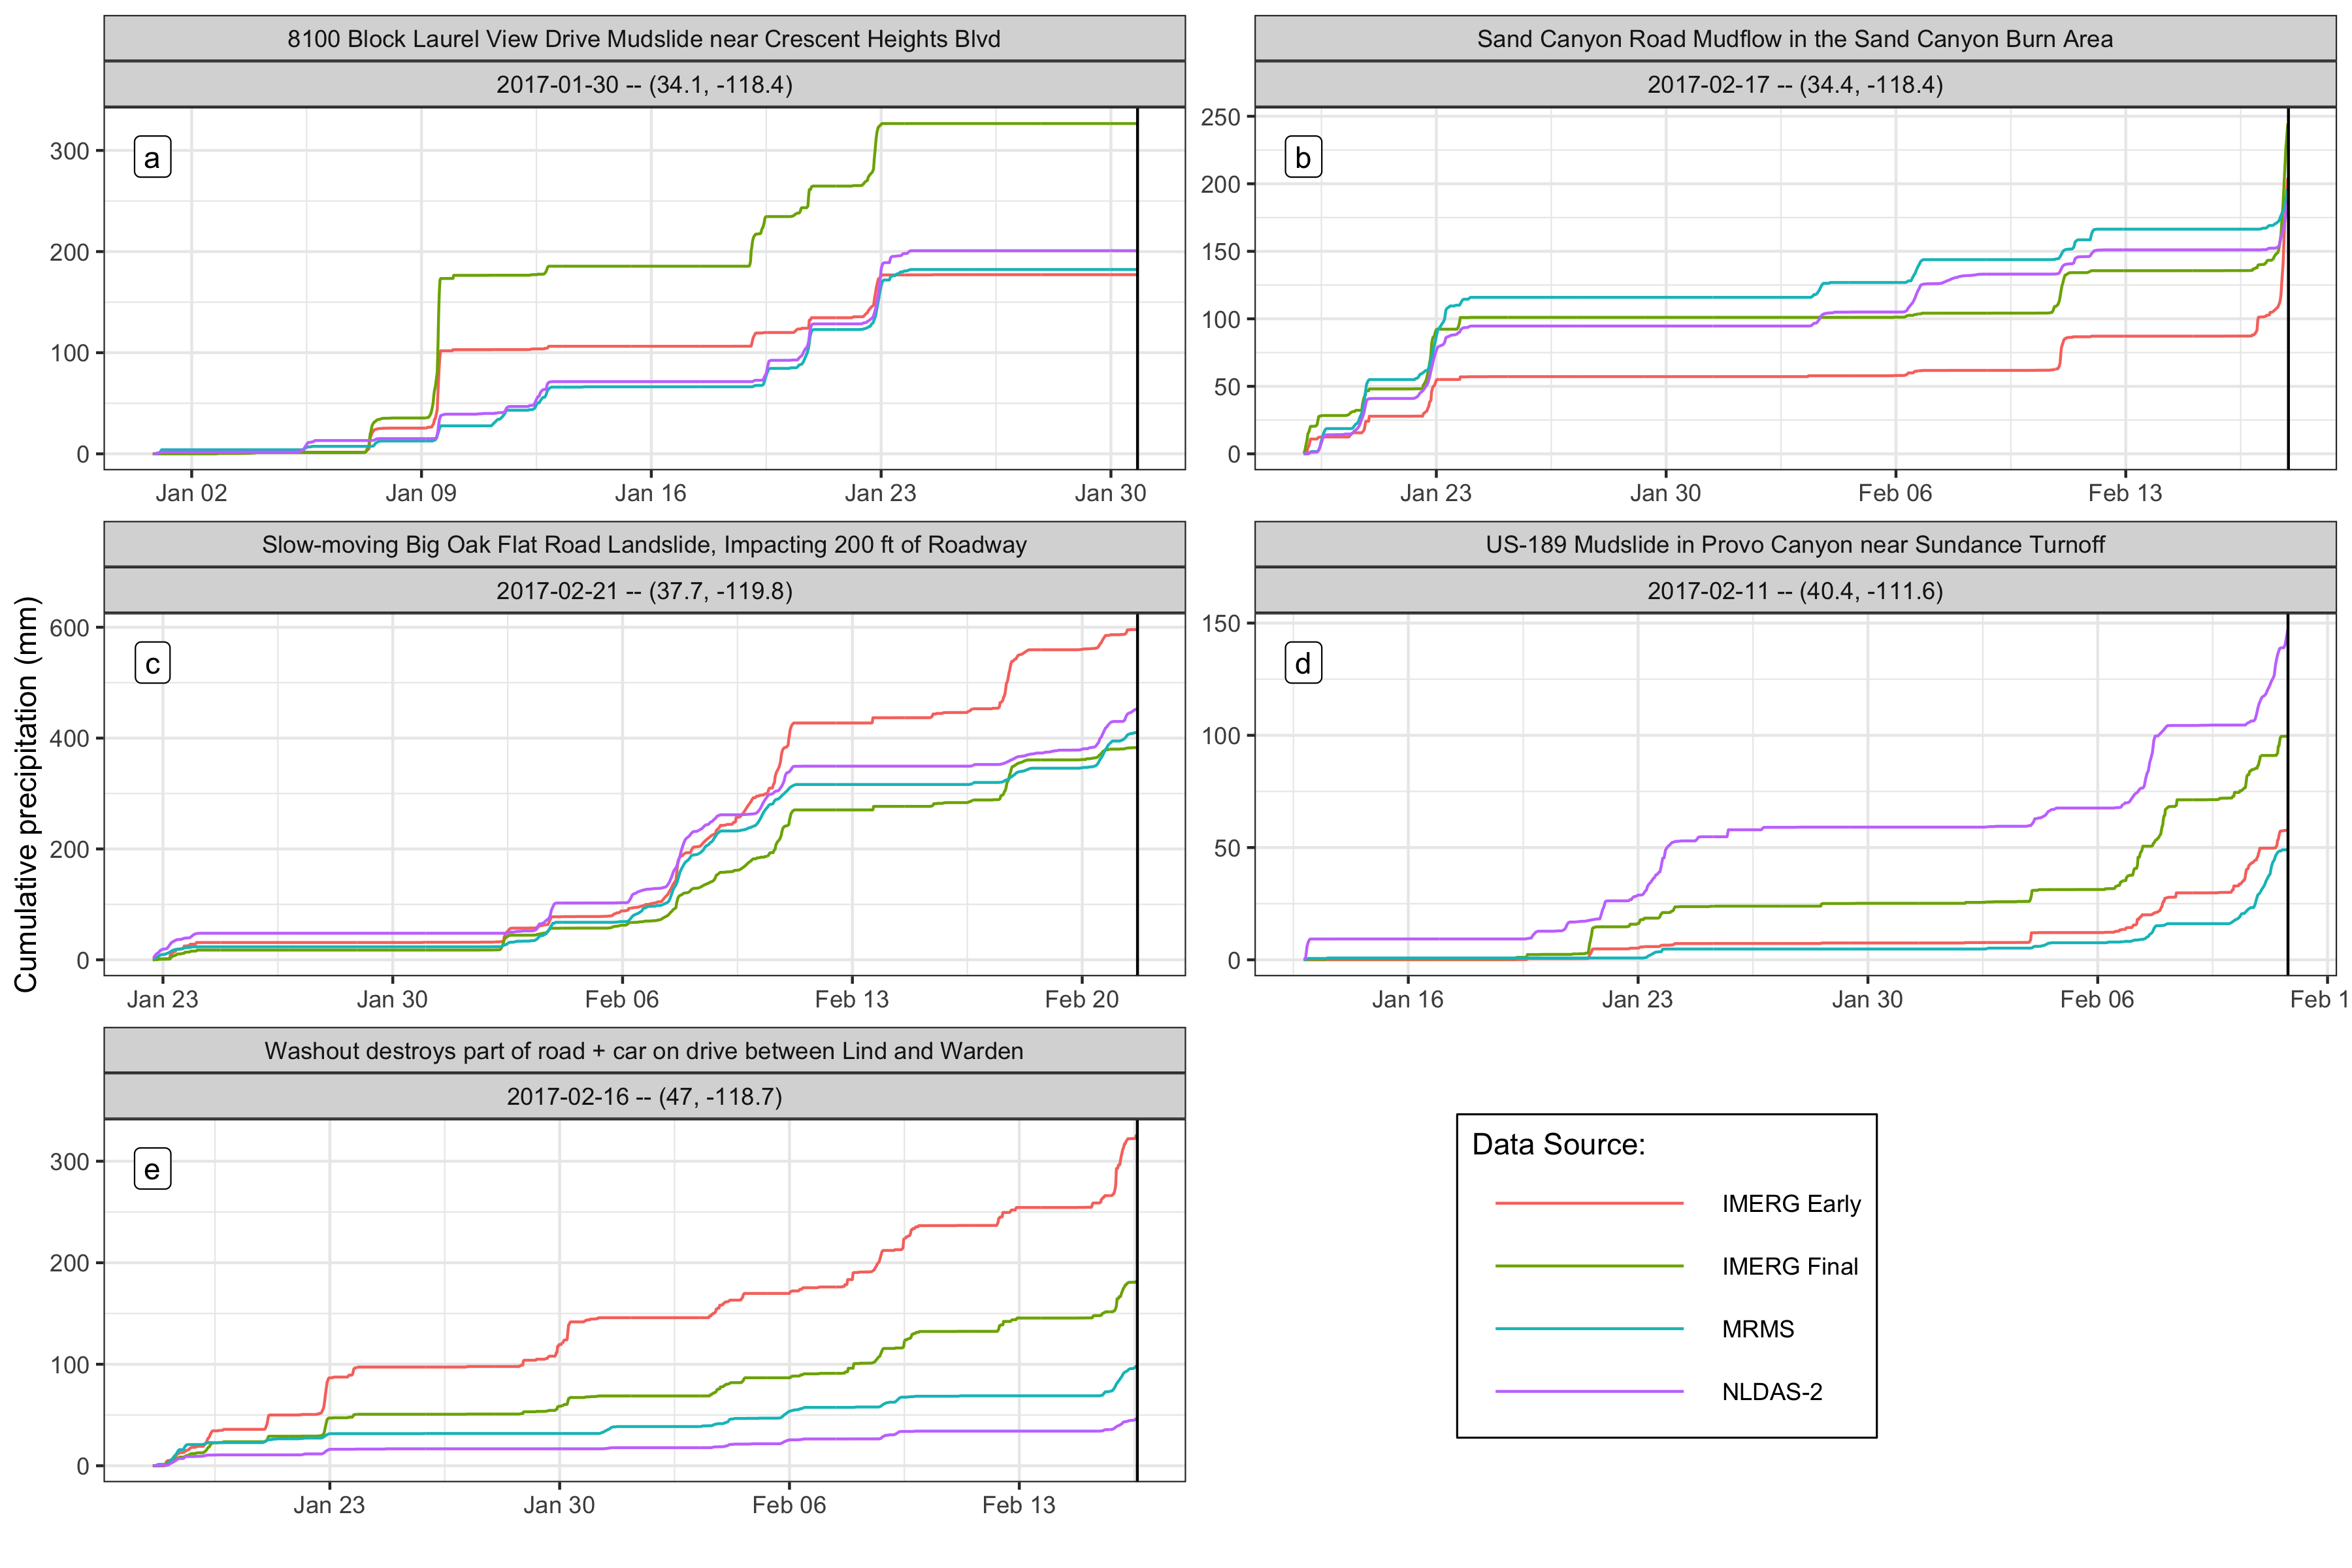 8100 Block Laurel View Drive Mudslide near Crescent Heights Blvd
2017-01-30 -- (34.1, -118.4)
a
300
200
100
0
Jan 02 Jan 09 Jan 16 Jan 23 Jan 30
Sand Canyon Road Mudflow in the Sand Canyon Burn Area
2017-02-17 -- (34.4, -118.4)
b
250
200
150
100
50
0
Jan 23 Jan 30 Feb 06 Feb 13
Cumulative precipitation (mm)
Slow-moving Big Oak Flat Road Landslide, Impacting 200 ft of Roadway
2017-02-21 -- (37.7, -119.8)
c
600
400
200
0
Jan 23 Jan 30 Feb 06 Feb 13 Feb 20
US-189 Mudslide in Provo Canyon near Sundance Turnoff
2017-02-11 -- (40.4, -111.6)
d
150
100
50
0
Jan 16 Jan 23 Jan 30 Feb 06 Feb 1
Washout destroys part of road + car on drive between Lind and Warden
2017-02-16 -- (47, -118.7)
e
300
200
100
0
Jan 23 Jan 30 Feb 06 Feb 13
Data Source:
IMERG Early
IMERG Final
MRMS
NLDAS-2